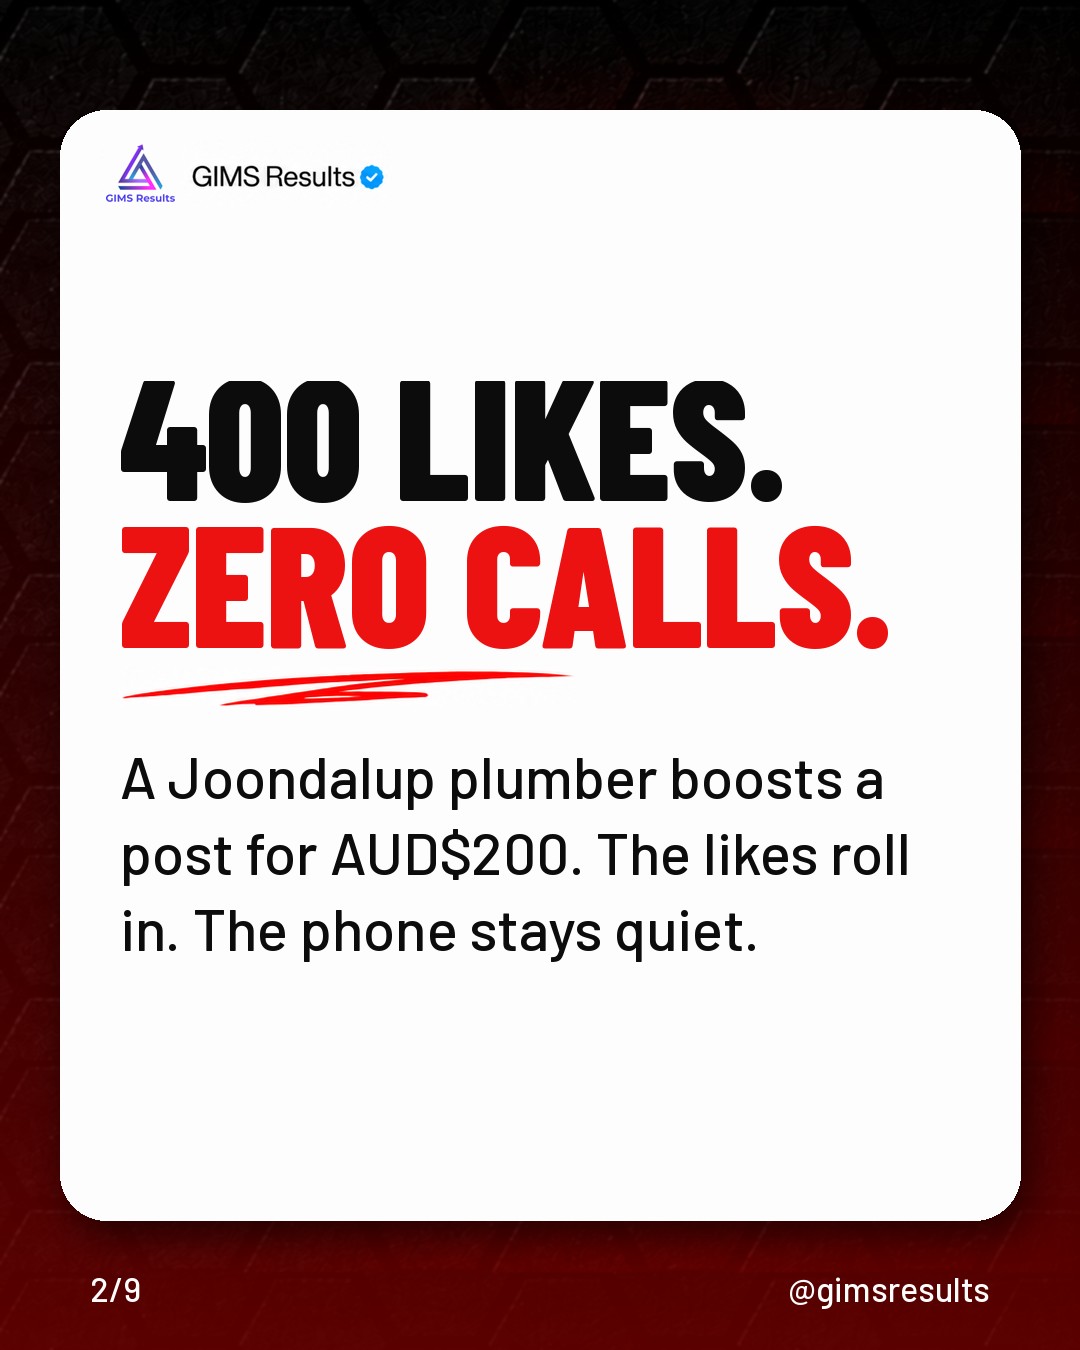 GIMS Results
GIMS Results
400 LIKES.
ZERO CALLS.
A Joondalup plumber boosts a
post for AUD$200. The likes roll
in. The phone stays quiet.
2/9
@gimsresults